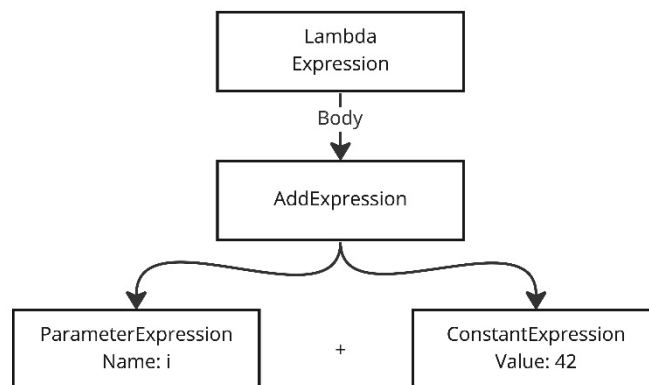 Lambda
Expression
Body
AddExpression
ParameterExpression
Name: i
+
ConstantExpression
Value: 42